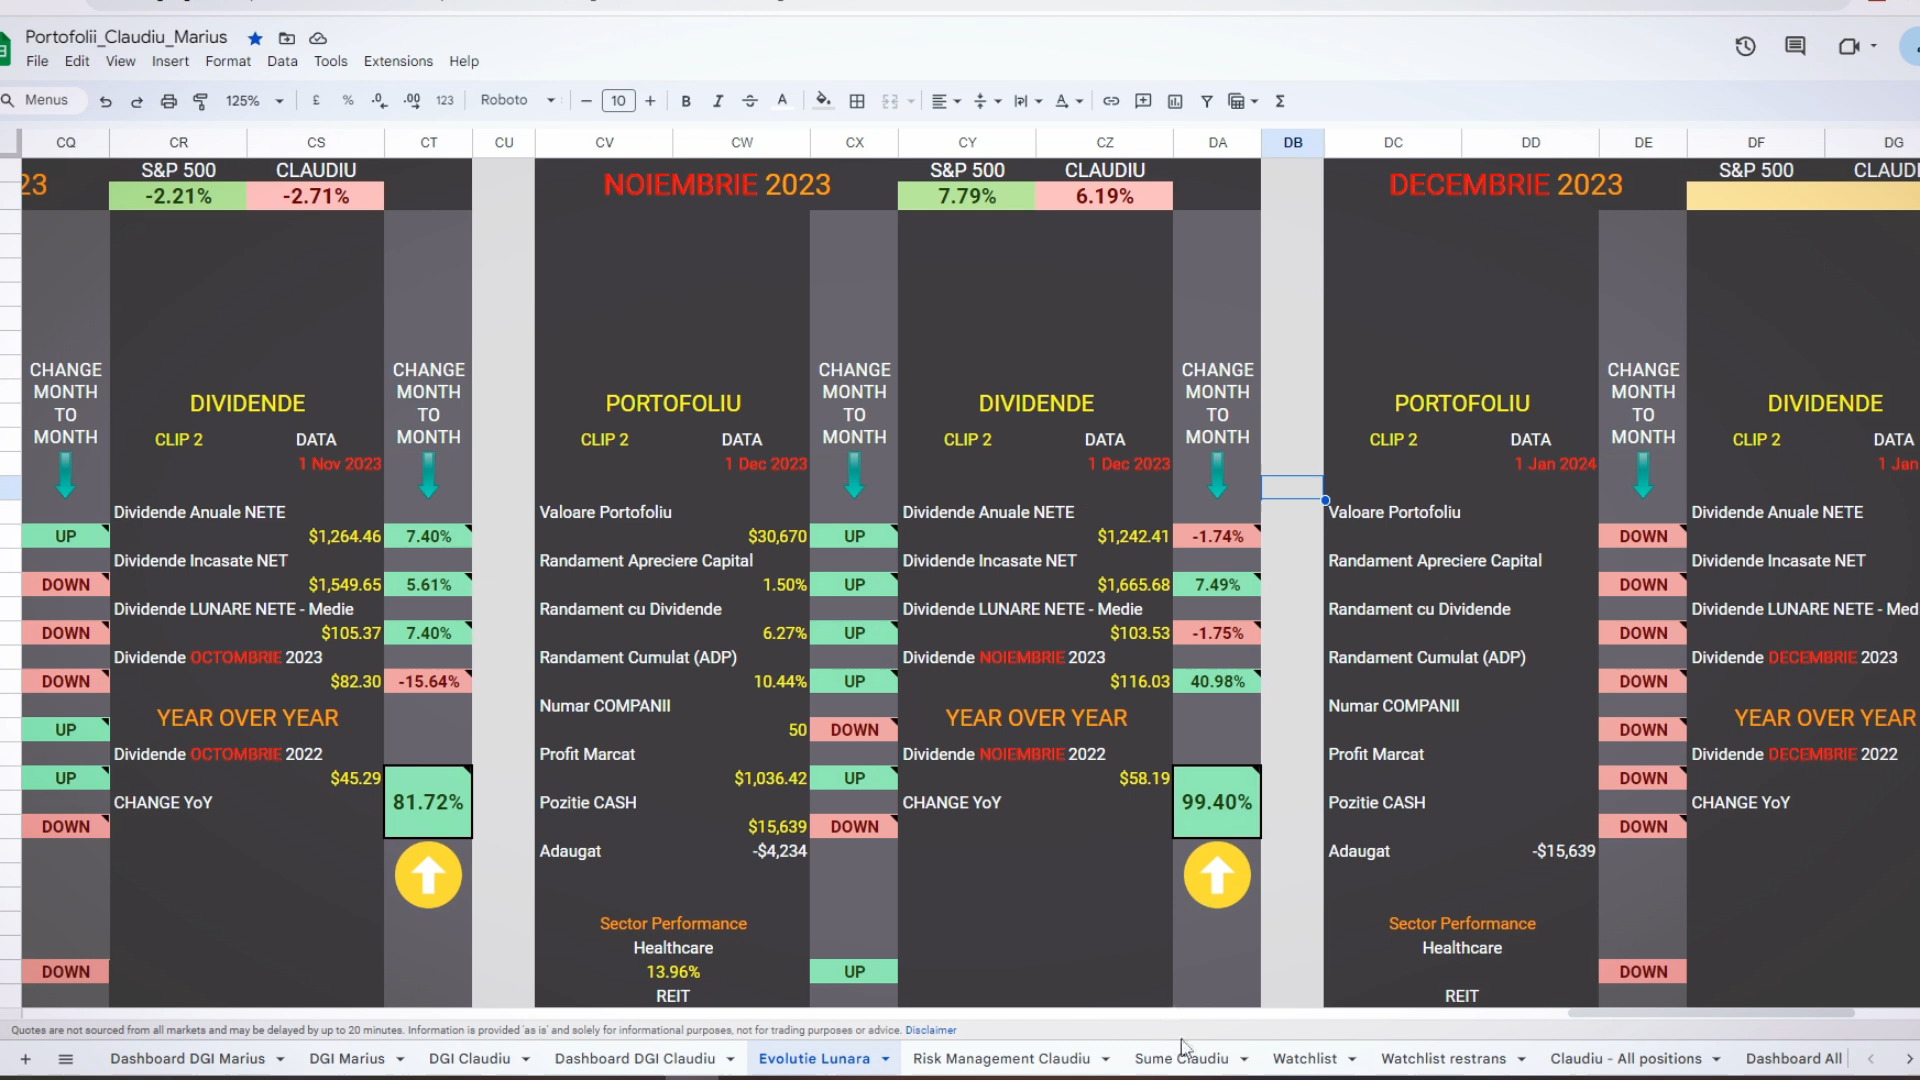 Portofolii_Claudiu_Marius
File Edit View Insert Format Data Tools Extensions Help
Menus 125% £ % .0 .00 123 Roboto 10 B I A
CQ CR CS CT CU CV CW CX CY CZ DA DB DC DD DE DF DG
S&P 500 CLAUDIU S&P 500 CLAUDIU S&P 500 CLAUDI
23 NOIEMBRIE 2023 DECEMBRIE 2023
-2.21% -2.71% 7.79% 6.19%
CHANGE CHANGE CHANGE CHANGE CHANGE
MONTH MONTH MONTH MONTH MONTH
TO DIVIDENDE TO PORTOFOLIU TO DIVIDENDE TO PORTOFOLIU TO DIVIDENDE
MONTH CLIP 2 DATA MONTH CLIP 2 DATA MONTH CLIP 2 DATA MONTH CLIP 2 DATA MONTH CLIP 2 DATA
1 Nov 2023 1 Dec 2023 1 Dec 2023 1 Jan 2024 1 Jan
Dividende Anuale NETE Valoare Portofoliu Dividende Anuale NETE Valoare Portofoliu Dividende Anuale NETE
UP $1,264.46 7.40% $30,670 UP $1,242.41 -1.74% DOWN
Dividende Incasate NET Randament Apreciere Capital Dividende Incasate NET Randament Apreciere Capital Dividende Incasate NET
DOWN $1,549.65 5.61% 1.50% UP $1,665.68 7.49% DOWN
Dividende LUNARE NETE - Medie Randament cu Dividende Dividende LUNARE NETE - Medie Randament cu Dividende Dividende LUNARE NETE - Med
DOWN $105.37 7.40% 6.27% UP $103.53 -1.75% DOWN
Dividende OCTOMBRIE 2023 Randament Cumulat (ADP) Dividende NOIEMBRIE 2023 Randament Cumulat (ADP) Dividende DECEMBRIE 2023
DOWN $82.30 -15.64% 10.44% UP $116.03 40.98% DOWN
YEAR OVER YEAR Numar COMPANII YEAR OVER YEAR Numar COMPANII YEAR OVER YEAR
UP 50 DOWN DOWN
Dividende OCTOMBRIE 2022 Profit Marcat Dividende NOIEMBRIE 2022 Profit Marcat Dividende DECEMBRIE 2022
UP $45.29 $1,036.42 UP $58.19 DOWN
CHANGE YoY 81.72% Pozitie CASH CHANGE YoY 99.40% Pozitie CASH CHANGE YoY
DOWN $15,639 DOWN DOWN
Adaugat -$4,234 Adaugat -$15,639
Sector Performance Sector Performance
Healthcare Healthcare
DOWN 13.96% UP DOWN
REIT REIT
Quotes are not sourced from all markets and may be delayed by up to 20 minutes. Information is provided 'as is' and solely for informational purposes, not for trading purposes or advice. Disclaimer
Dashboard DGI Marius DGI Marius DGI Claudiu Dashboard DGI Claudiu Evolutie Lunara Risk Management Claudiu Sume Claudiu Watchlist Watchlist restrans Claudiu - All positions Dashboard All